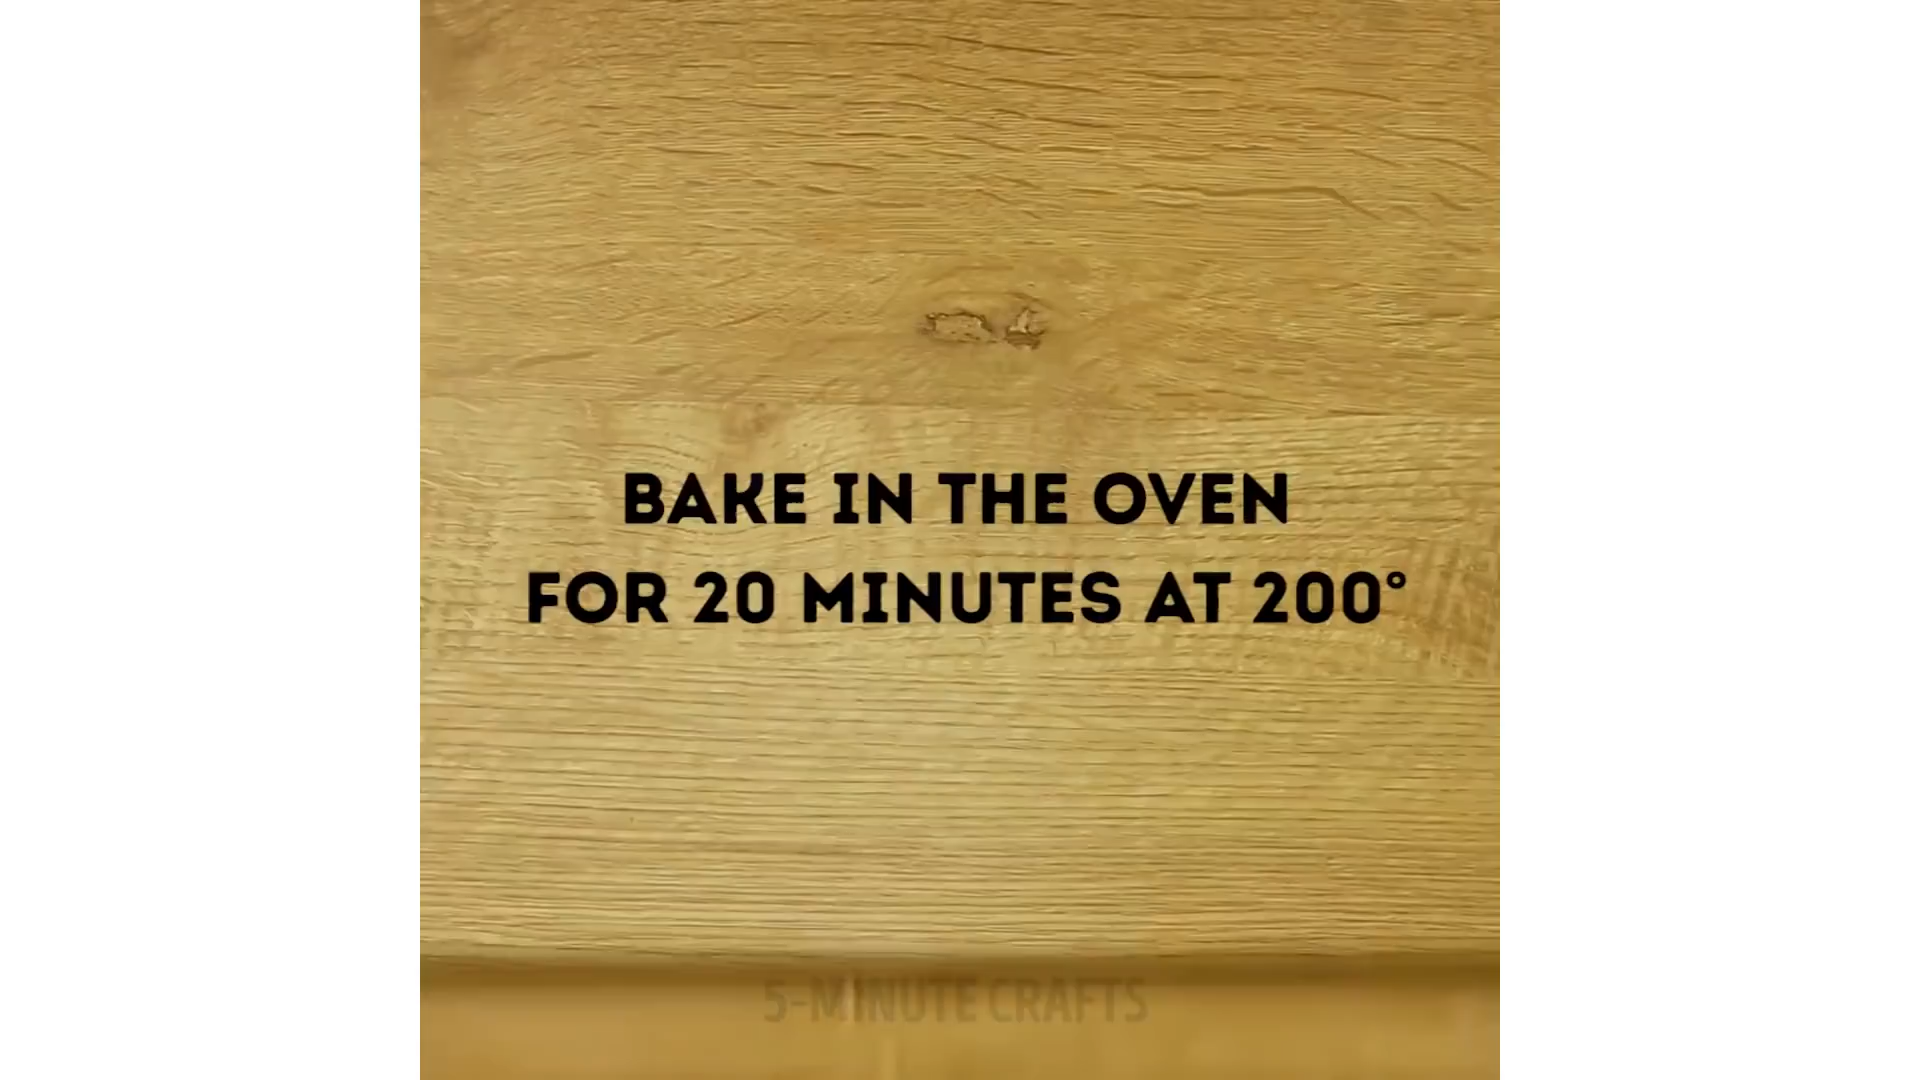 BAKE IN THE OVEN
FOR 20 MINUTES AT 200°
5-MINUTE CRAFTS